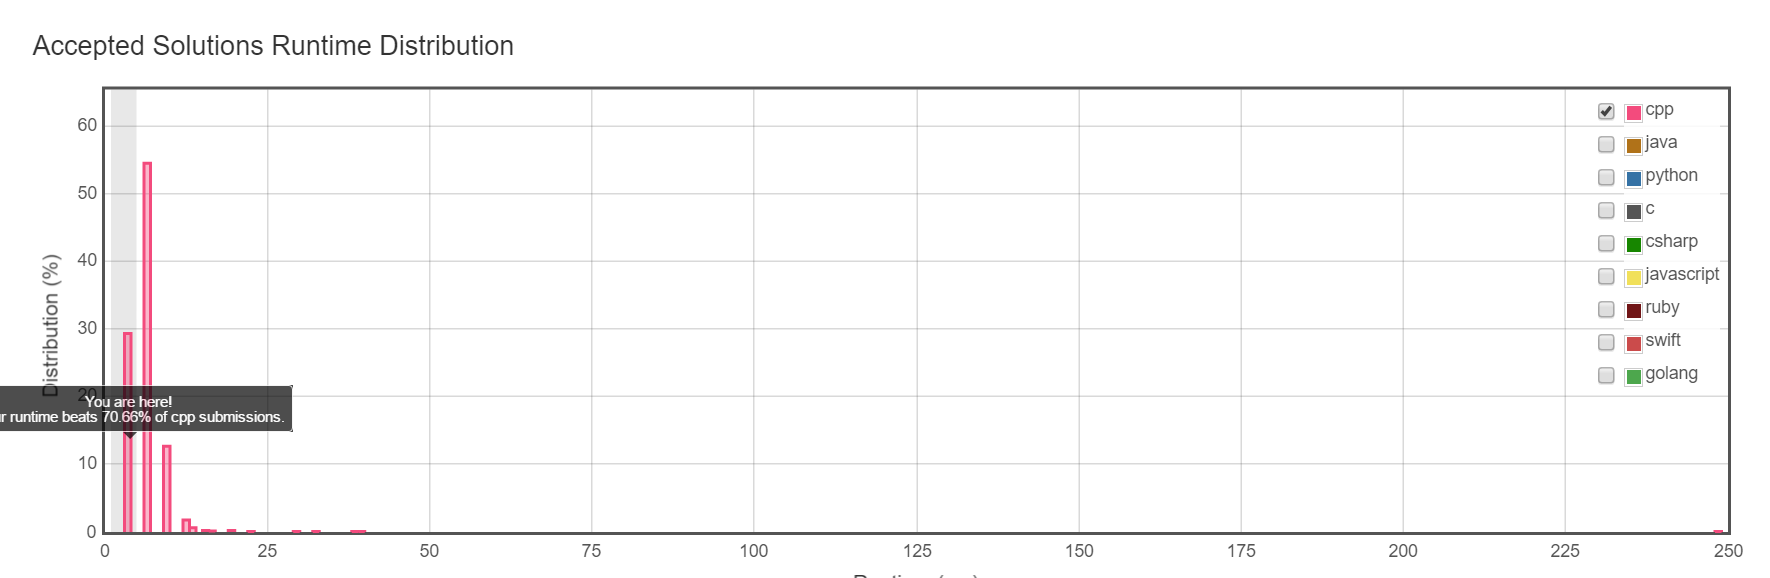 Accepted Solutions Runtime Distribution
60
50
40
30
20
10
0
Distribution (%)
You are here!
runtime beats 70.66% of cpp submissions.
cpp
java
python
c
csharp
javascript
ruby
swift
golang
0 25 50 75 100 125 150 175 200 225 250